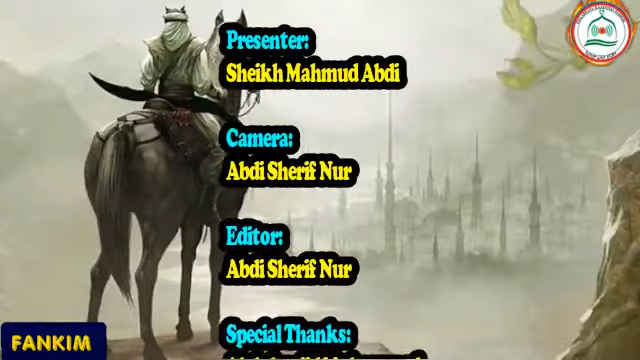 Presenter:
Sheikh Mahmud Abdi
Camera:
Abdi Sherif Nur
Editor:
Abdi Sherif Nur
Special Thanks:
FANKIM